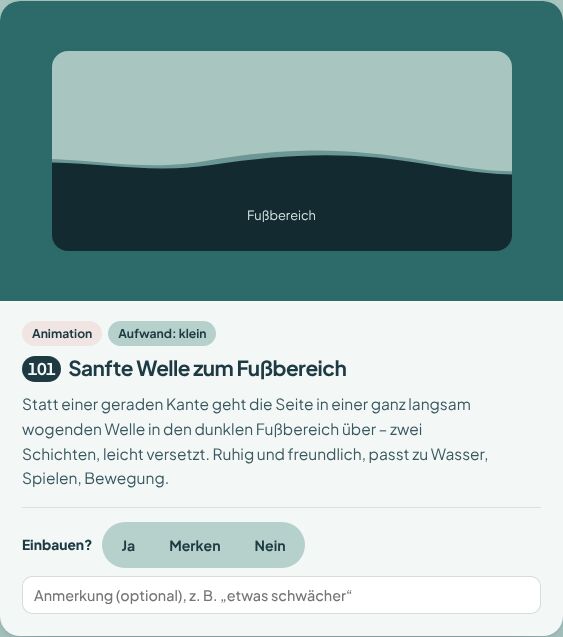 Fußbereich
Animation
Aufwand: klein
101 Sanfte Welle zum Fußbereich
Statt einer geraden Kante geht die Seite in einer ganz langsam
wogenden Welle in den dunklen Fußbereich über – zwei
Schichten, leicht versetzt. Ruhig und freundlich, passt zu Wasser,
Spielen, Bewegung.
Einbauen? Ja Merken Nein
Anmerkung (optional), z. B. „etwas schwächer“